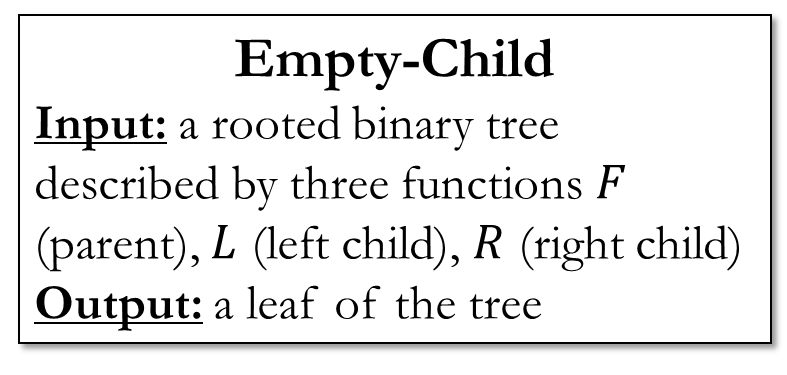 Empty-Child
Input: a rooted binary tree
described by three functions F
(parent), L (left child), R (right child)
Output: a leaf of the tree